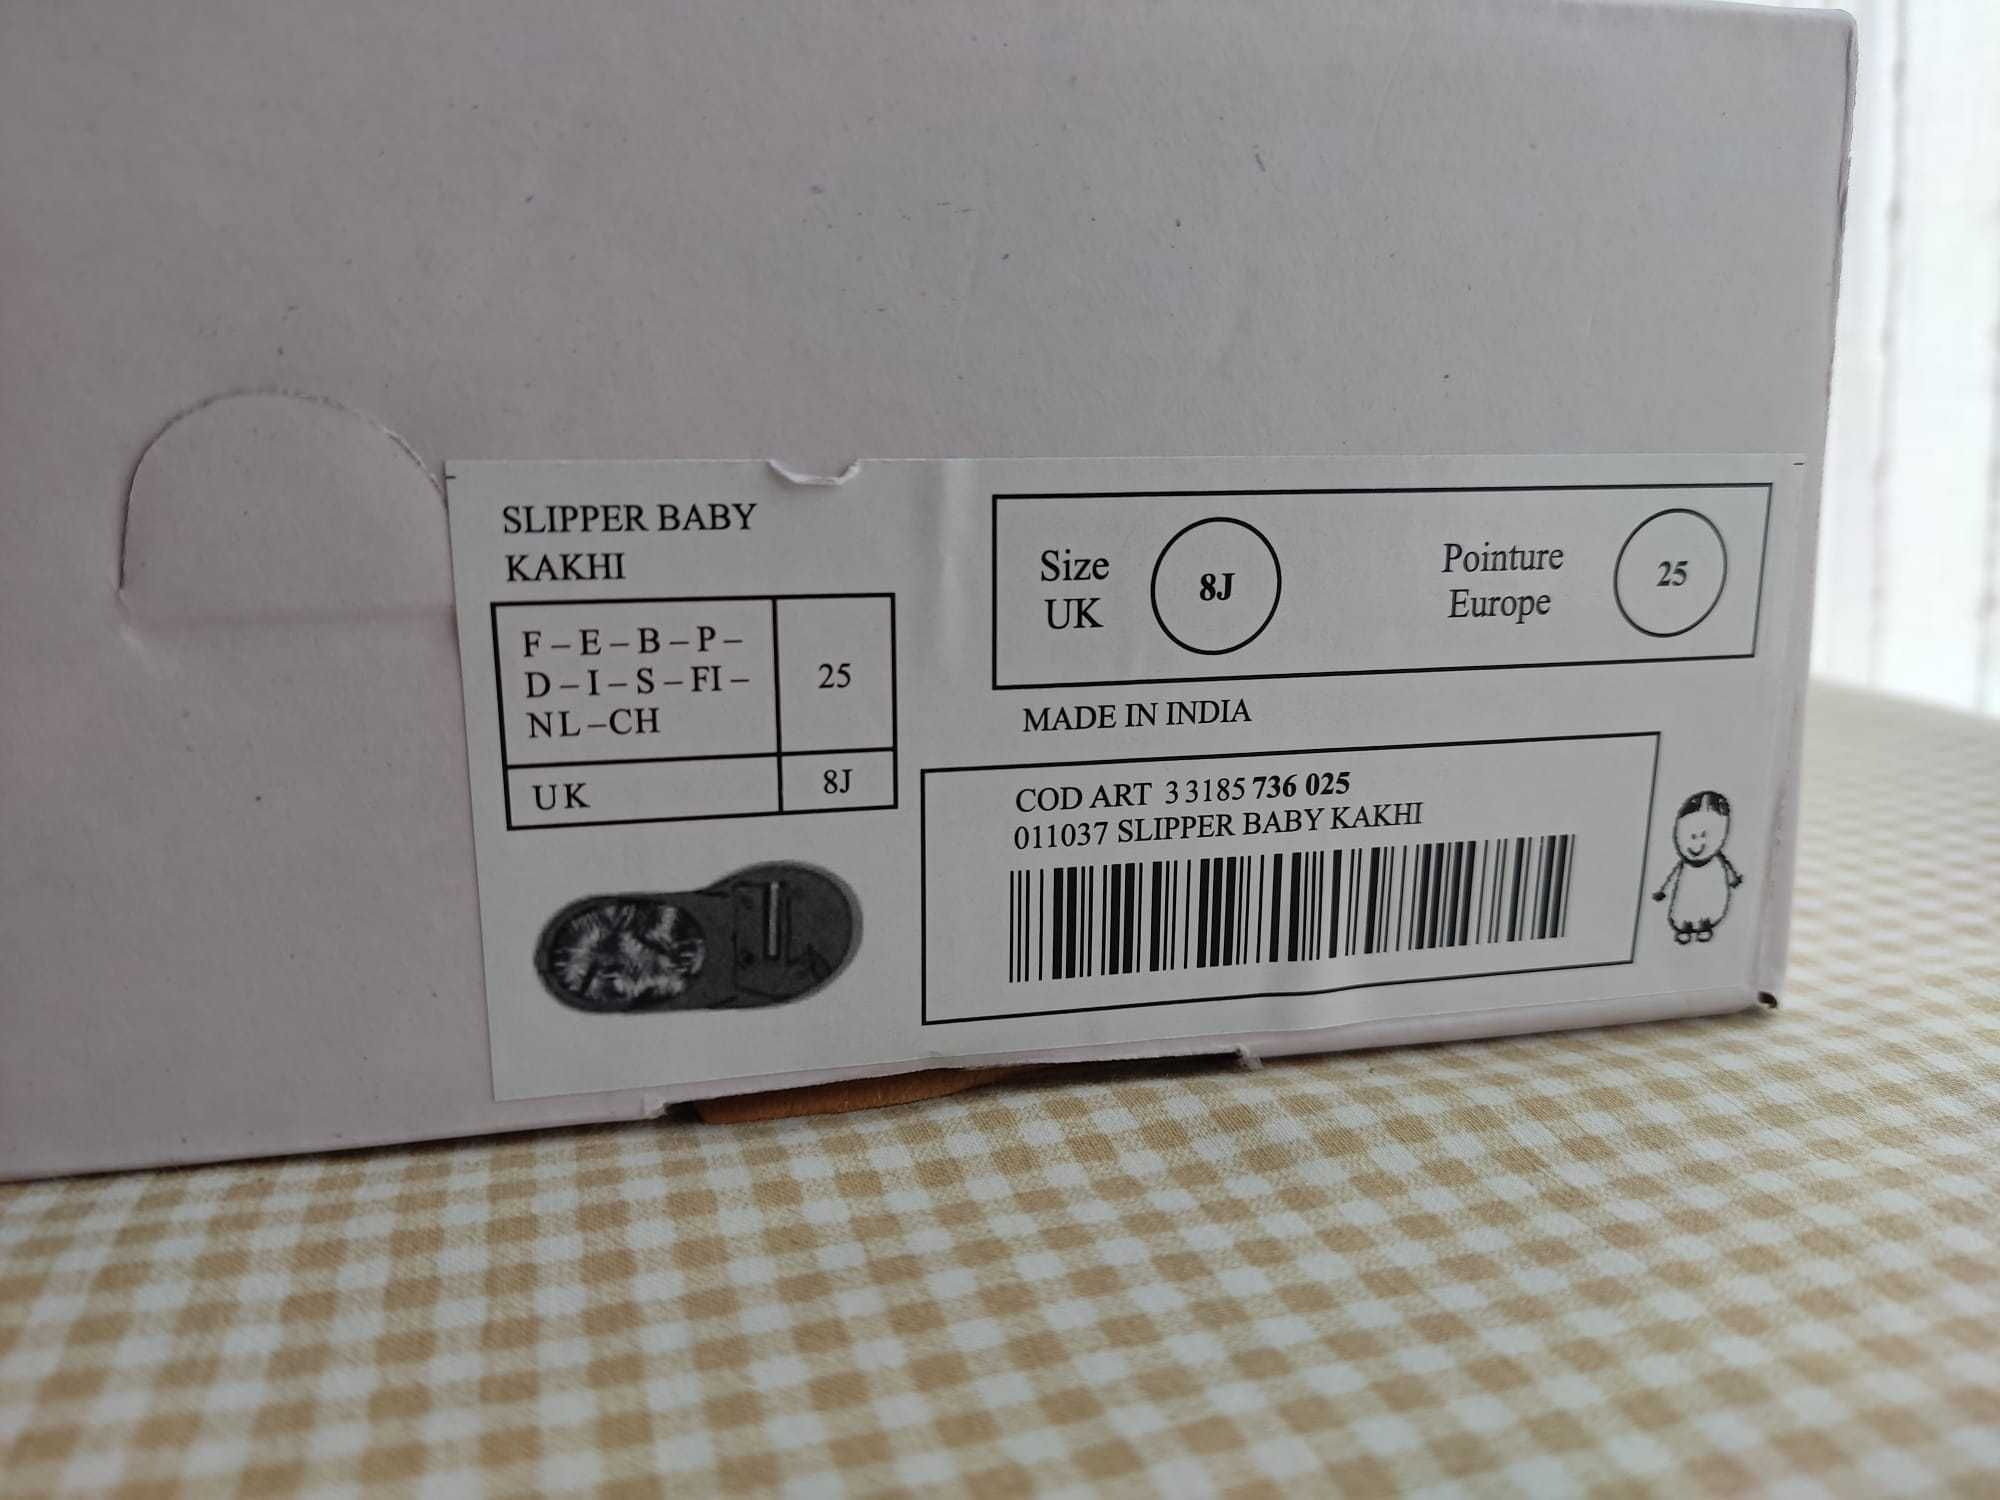 SLIPPER BABY
KAKHI
F – E – B – P –
D – I – S – FI –
NL –CH
25
UK
8J
Size
UK
8J
Pointure
Europe
25
MADE IN INDIA
COD ART 3 3185 736 025
011037 SLIPPER BABY KAKHI